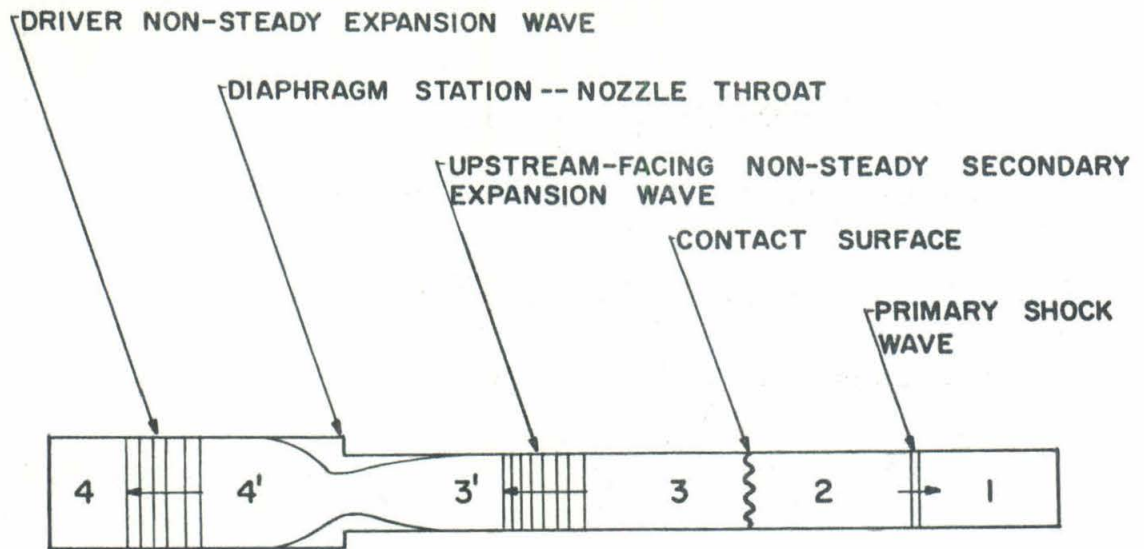 DRIVER NON-STEADY EXPANSION WAVE
DIAPHRAGM STATION -- NOZZLE THROAT
UPSTREAM-FACING NON-STEADY SECONDARY
EXPANSION WAVE
CONTACT SURFACE
PRIMARY SHOCK
WAVE
4 4' 3' 3 2 1